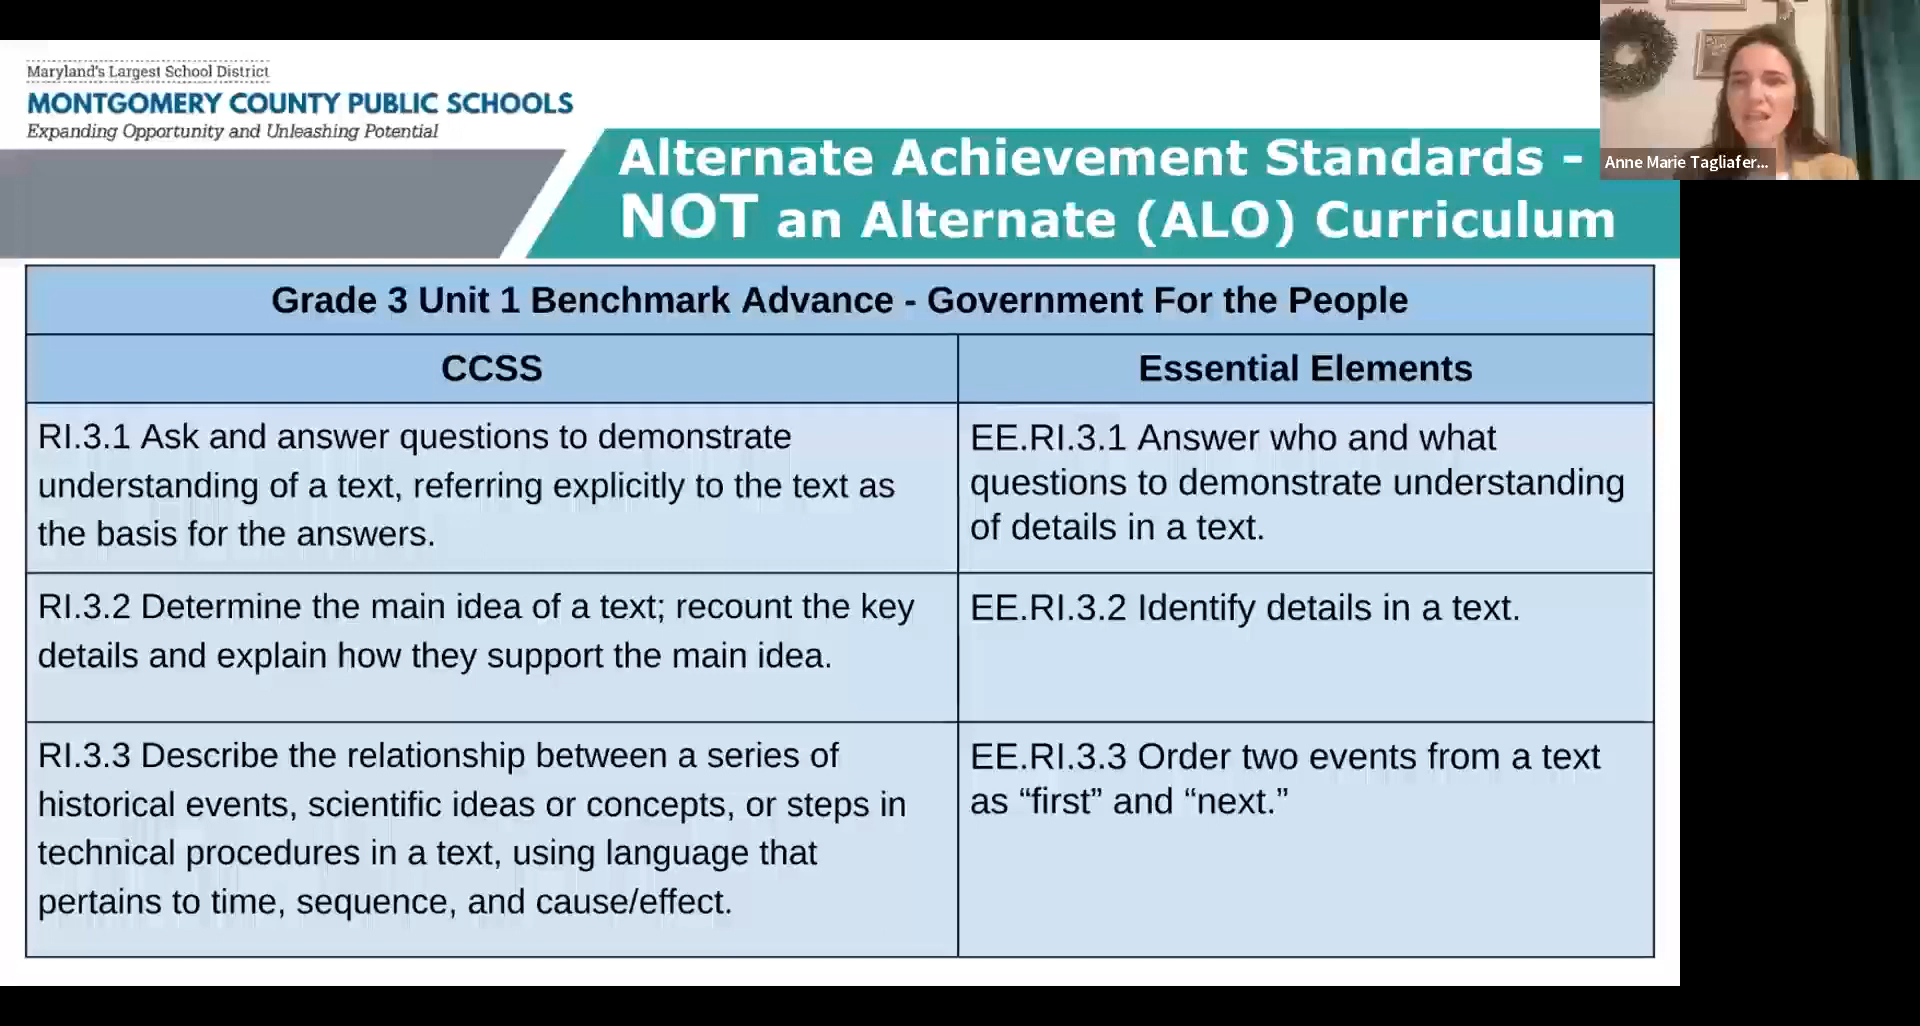 Maryland's Largest School District
MONTGOMERY COUNTY PUBLIC SCHOOLS
Expanding Opportunity and Unleashing Potential
Alternate Achievement Standards -
NOT an Alternate (ALO) Curriculum
Anne Marie Tagliafer...
Grade 3 Unit 1 Benchmark Advance - Government For the People
CCSS
Essential Elements
RI.3.1 Ask and answer questions to demonstrate
understanding of a text, referring explicitly to the text as
the basis for the answers.
EE.RI.3.1 Answer who and what
questions to demonstrate understanding
of details in a text.
RI.3.2 Determine the main idea of a text; recount the key
details and explain how they support the main idea.
EE.RI.3.2 Identify details in a text.
RI.3.3 Describe the relationship between a series of
historical events, scientific ideas or concepts, or steps in
technical procedures in a text, using language that
pertains to time, sequence, and cause/effect.
EE.RI.3.3 Order two events from a text
as “first” and “next.”